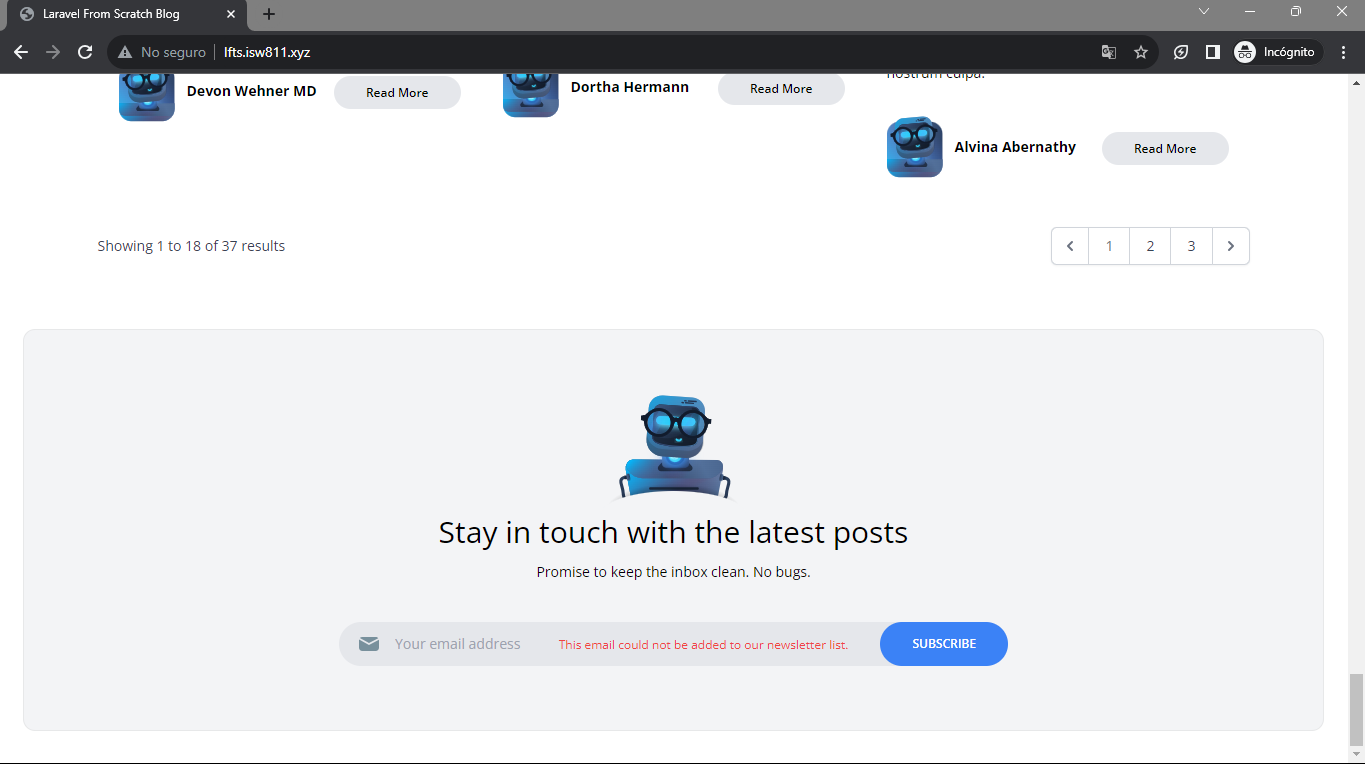 Laravel From Scratch Blog
No seguro
lfts.isw811.xyz
Incógnito
nostrum culpa.
Devon Wehner MD
Read More
Dortha Hermann
Read More
Alvina Abernathy
Read More
Showing 1 to 18 of 37 results
1 2 3
Stay in touch with the latest posts
Promise to keep the inbox clean. No bugs.
Your email address
This email could not be added to our newsletter list.
SUBSCRIBE